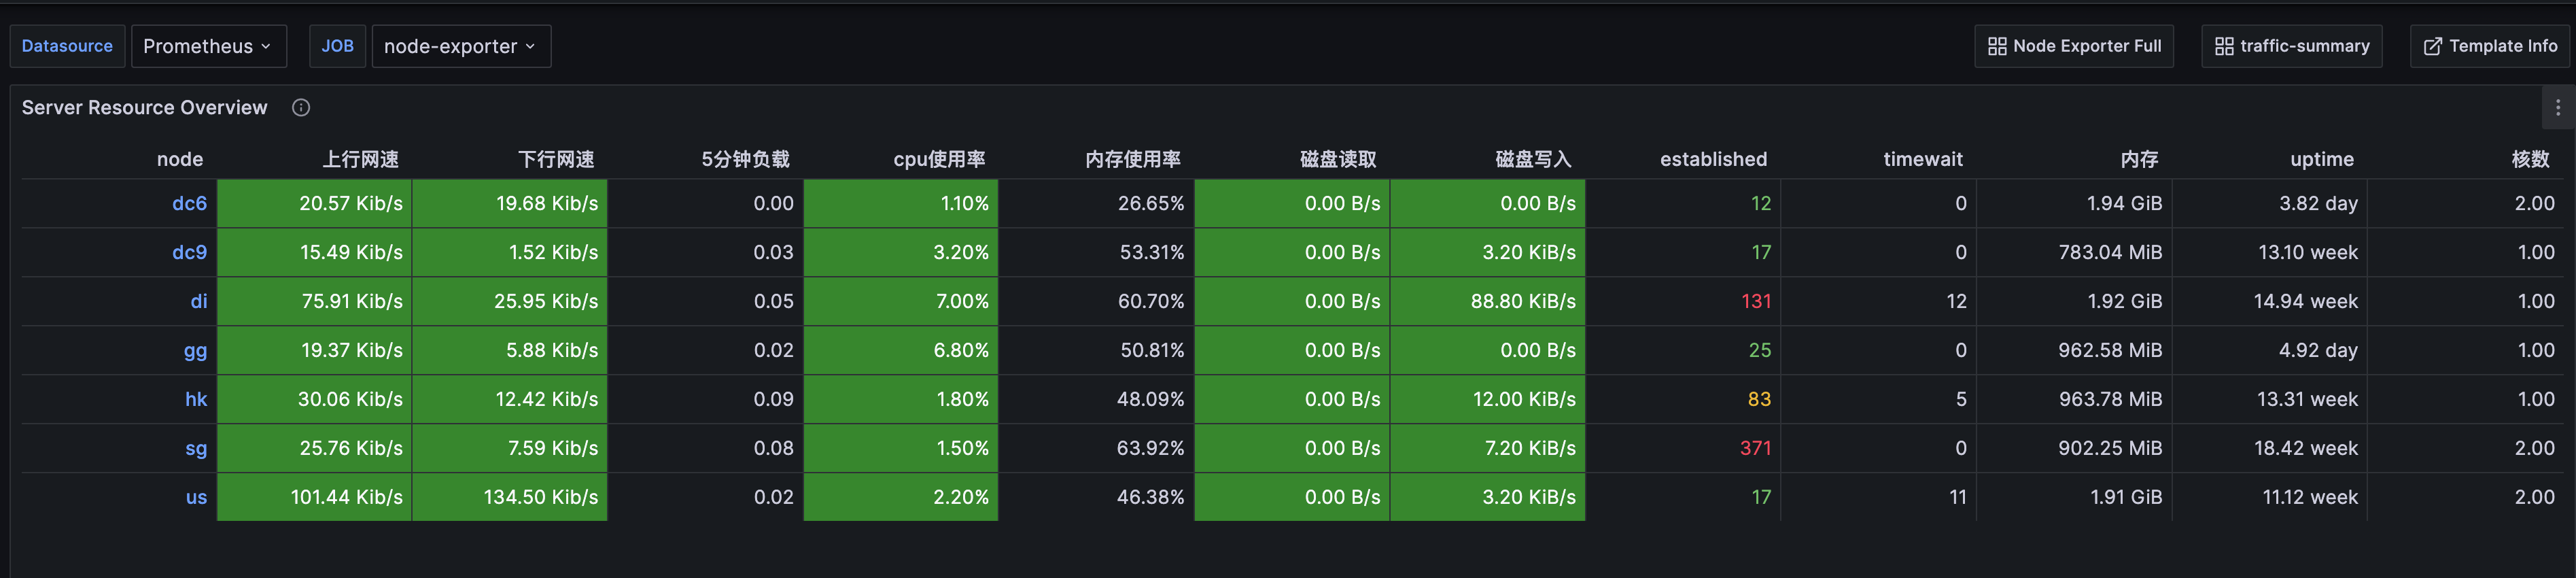 Datasource Prometheus JOB node-exporter Node Exporter Full traffic-summary Template Info
Server Resource Overview
node 上行网速 下行网速 5分钟负载 cpu使用率 内存使用率 磁盘读取 磁盘写入 established timewait 内存 uptime 核数
dc6 20.57 Kib/s 19.68 Kib/s 0.00 1.10% 26.65% 0.00 B/s 0.00 B/s 12 0 1.94 GiB 3.82 day 2.00
dc9 15.49 Kib/s 1.52 Kib/s 0.03 3.20% 53.31% 0.00 B/s 3.20 KiB/s 17 0 783.04 MiB 13.10 week 1.00
di 75.91 Kib/s 25.95 Kib/s 0.05 7.00% 60.70% 0.00 B/s 88.80 KiB/s 131 12 1.92 GiB 14.94 week 1.00
gg 19.37 Kib/s 5.88 Kib/s 0.02 6.80% 50.81% 0.00 B/s 0.00 B/s 25 0 962.58 MiB 4.92 day 1.00
hk 30.06 Kib/s 12.42 Kib/s 0.09 1.80% 48.09% 0.00 B/s 12.00 KiB/s 83 5 963.78 MiB 13.31 week 1.00
sg 25.76 Kib/s 7.59 Kib/s 0.08 1.50% 63.92% 0.00 B/s 7.20 KiB/s 371 0 902.25 MiB 18.42 week 2.00
us 101.44 Kib/s 134.50 Kib/s 0.02 2.20% 46.38% 0.00 B/s 3.20 KiB/s 17 11 1.91 GiB 11.12 week 2.00